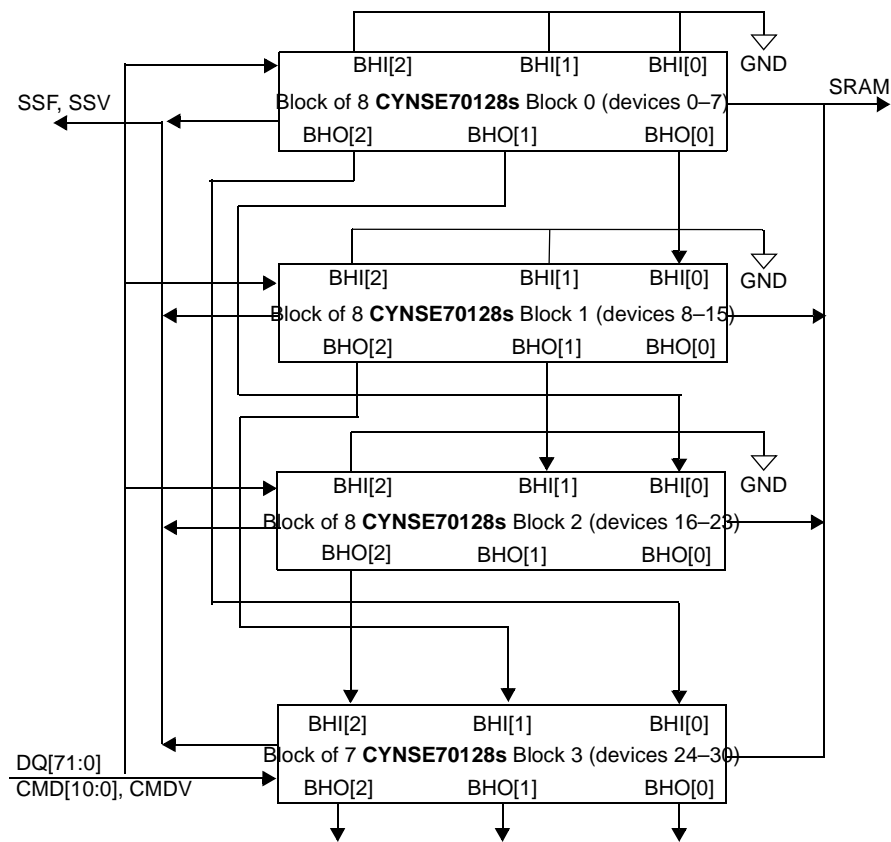 BHI[2] BHI[1] BHI[0] GND
SSF, SSV
SRAM
Block of 8 CYNSE70128s Block 0 (devices 0–7)
BHO[2] BHO[1] BHO[0]
GND
BHI[2] BHI[1] BHI[0]
Block of 8 CYNSE70128s Block 1 (devices 8–15)
BHO[2] BHO[1] BHO[0]
BHI[2] BHI[1] BHI[0] GND
Block of 8 CYNSE70128s Block 2 (devices 16–23)
BHO[2] BHO[1] BHO[0]
BHI[2] BHI[1] BHI[0]
Block of 7 CYNSE70128s Block 3 (devices 24–30)
DQ[71:0]
CMD[10:0], CMDV
BHO[2] BHO[1] BHO[0]